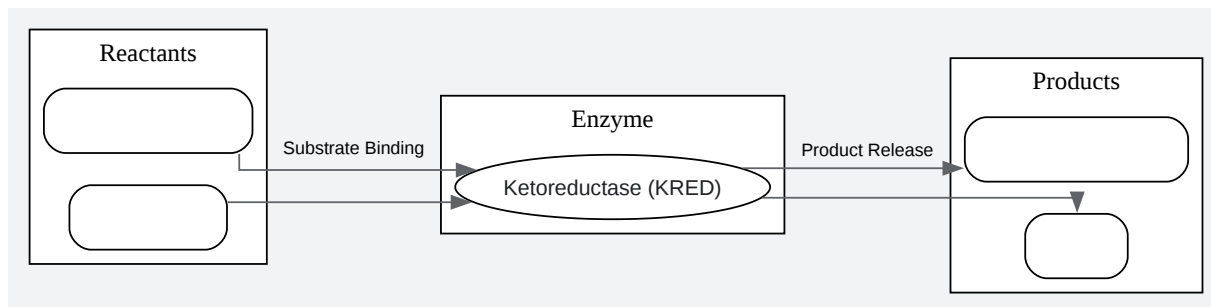 Reactants
Substrate Binding
Enzyme
Ketoreductase (KRED)
Product Release
Products